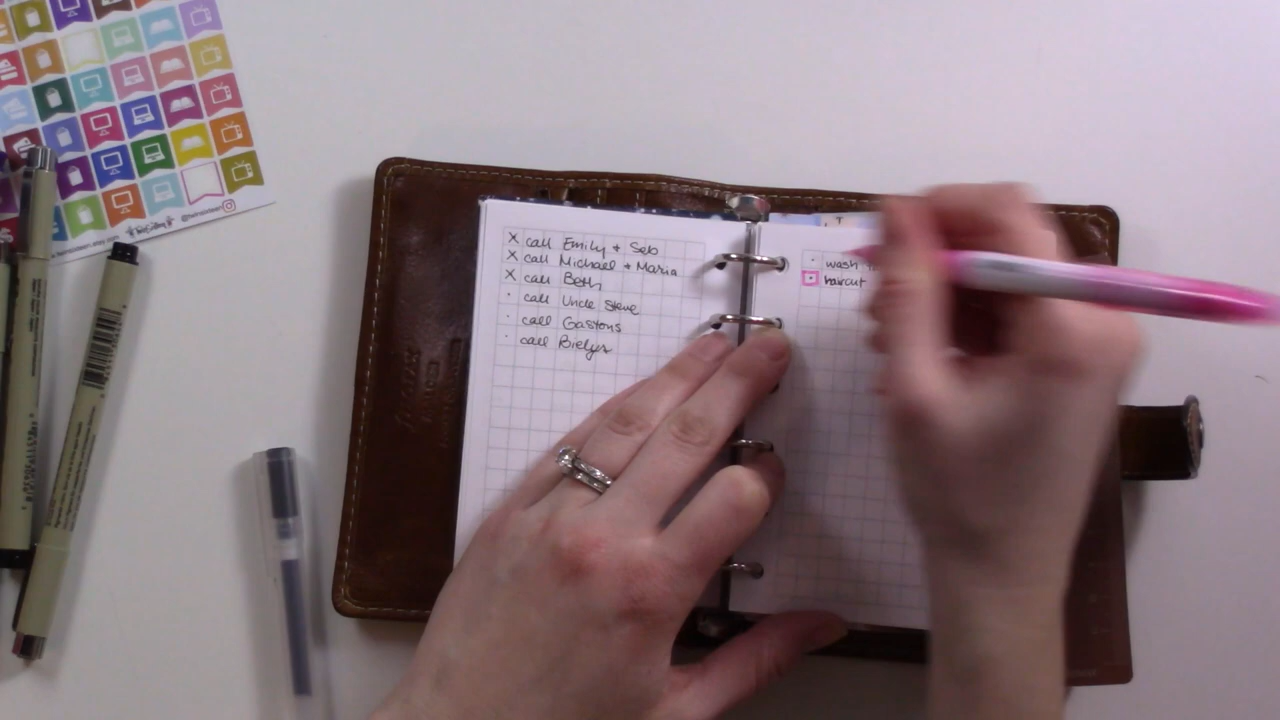 X call Emily + Seb
X call Michael + Maria
X call Beth
· call Uncle Steve
· call Gastons
· call Bielys
T
· wash
· haircut